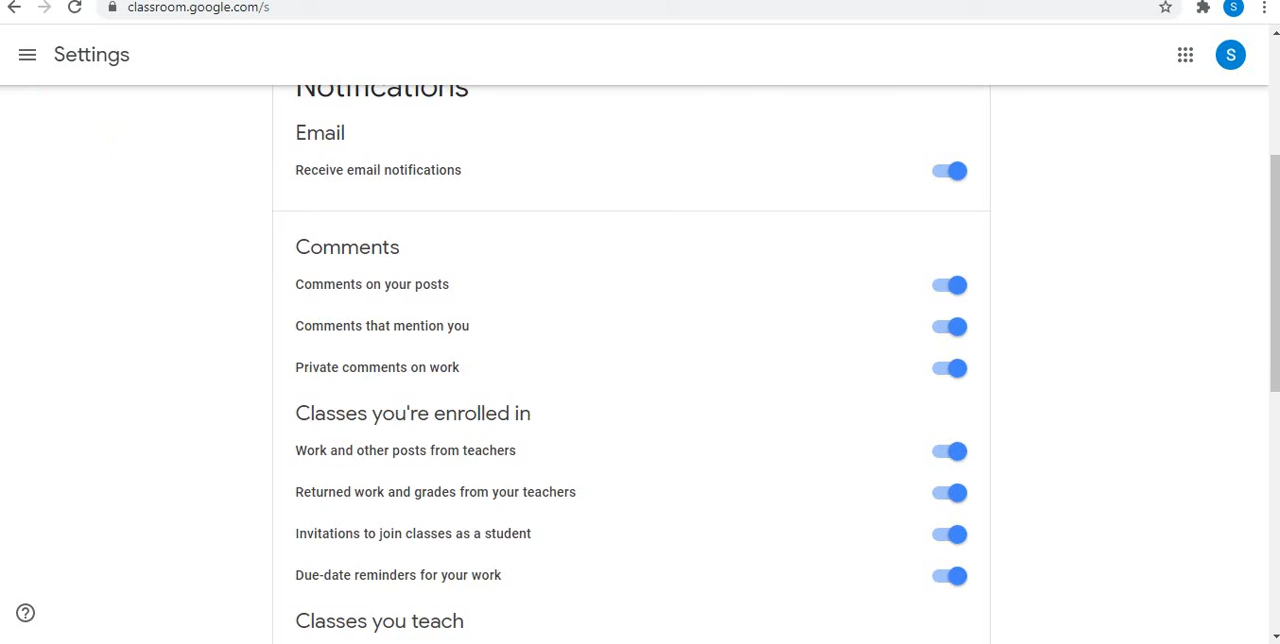 classroom.google.com/s
S
Settings
S
Notifications
Email
Receive email notifications
Comments
Comments on your posts
Comments that mention you
Private comments on work
Classes you're enrolled in
Work and other posts from teachers
Returned work and grades from your teachers
Invitations to join classes as a student
Due-date reminders for your work
Classes you teach